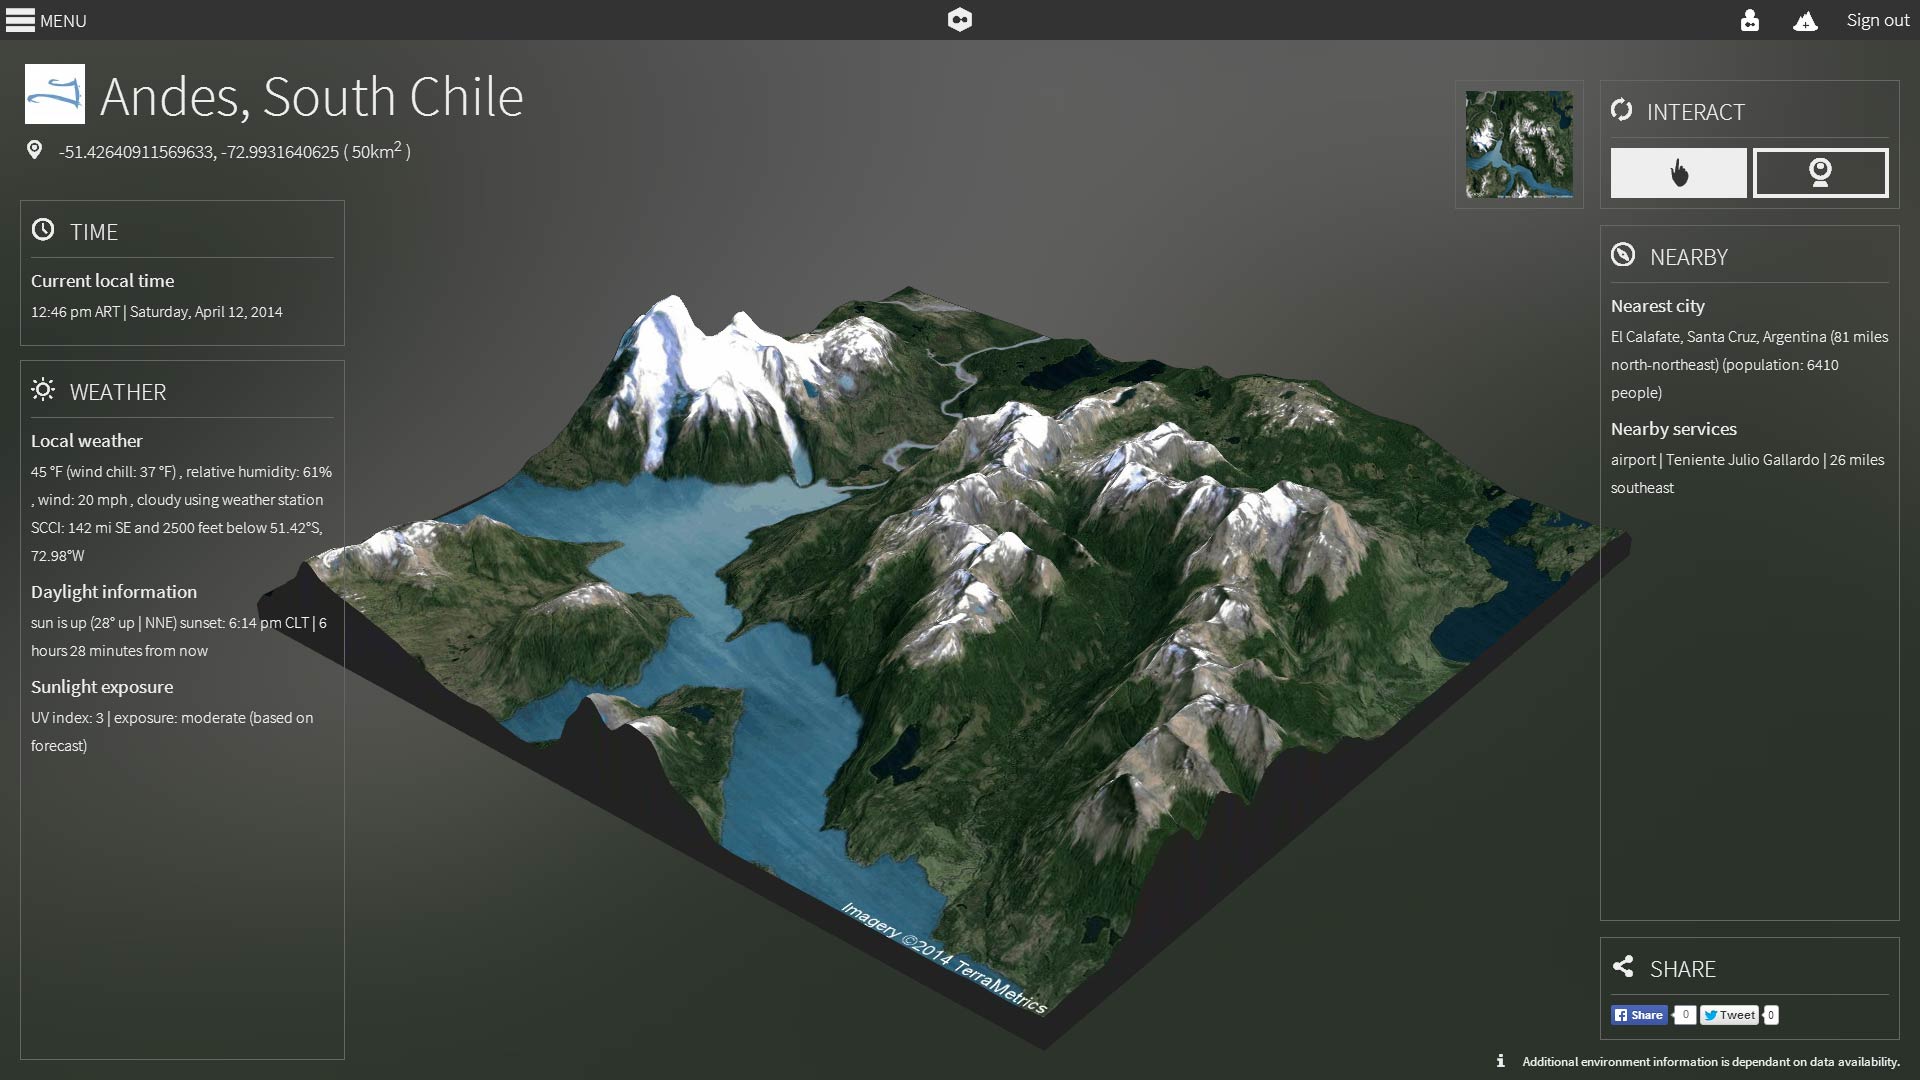 MENU
Sign out
Andes, South Chile
-51.42640911569633, -72.9931640625 ( 50km2 )
TIME
Current local time
12:46 pm ART | Saturday, April 12, 2014
WEATHER
Local weather
45 °F (wind chill: 37 °F) , relative humidity: 61%
, wind: 20 mph , cloudy using weather station
SCCI: 142 mi SE and 2500 feet below 51.42°S,
72.98°W
Daylight information
sun is up (28° up | NNE) sunset: 6:14 pm CLT | 6
hours 28 minutes from now
Sunlight exposure
UV index: 3 | exposure: moderate (based on
forecast)
Imagery ©2014 TerraMetrics
INTERACT
NEARBY
Nearest city
El Calafate, Santa Cruz, Argentina (81 miles
north-northeast) (population: 6410
people)
Nearby services
airport | Teniente Julio Gallardo | 26 miles
southeast
SHARE
Share 0 Tweet 0
Additional environment information is dependant on data availability.